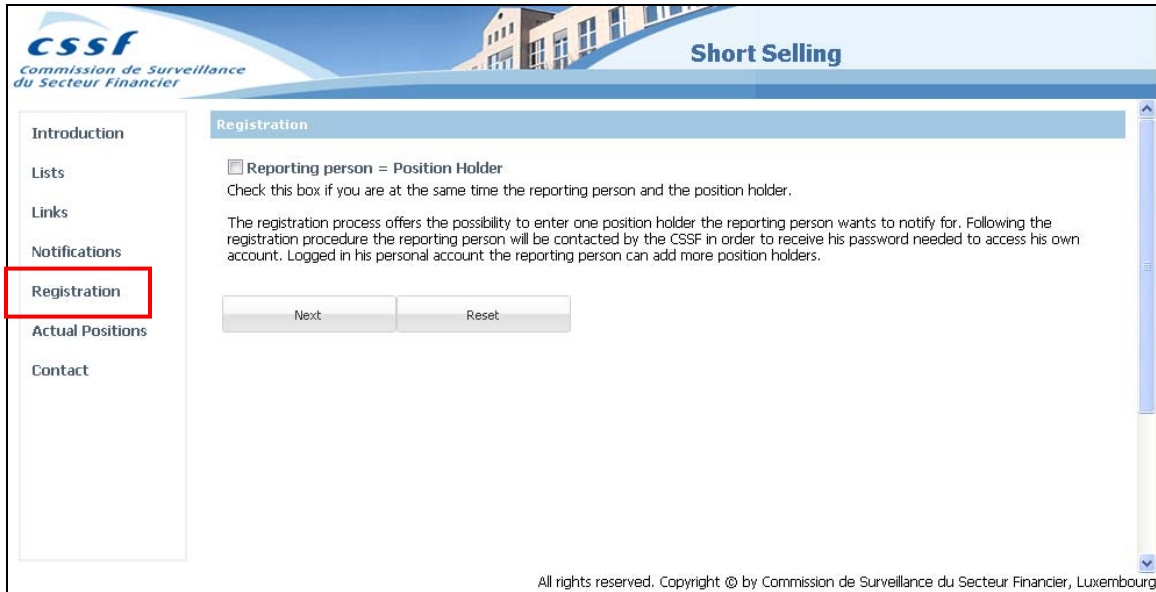 cssf
Commission de Surveillance
du Secteur Financier
Short Selling
Introduction
Lists
Links
Notifications
Registration
Actual Positions
Contact
Registration
Reporting person = Position Holder
Check this box if you are at the same time the reporting person and the position holder.
The registration process offers the possibility to enter one position holder the reporting person wants to notify for. Following the
registration procedure the reporting person will be contacted by the CSSF in order to receive his password needed to access his own
account. Logged in his personal account the reporting person can add more position holders.
Next Reset
All rights reserved. Copyright © by Commission de Surveillance du Secteur Financier, Luxembourg